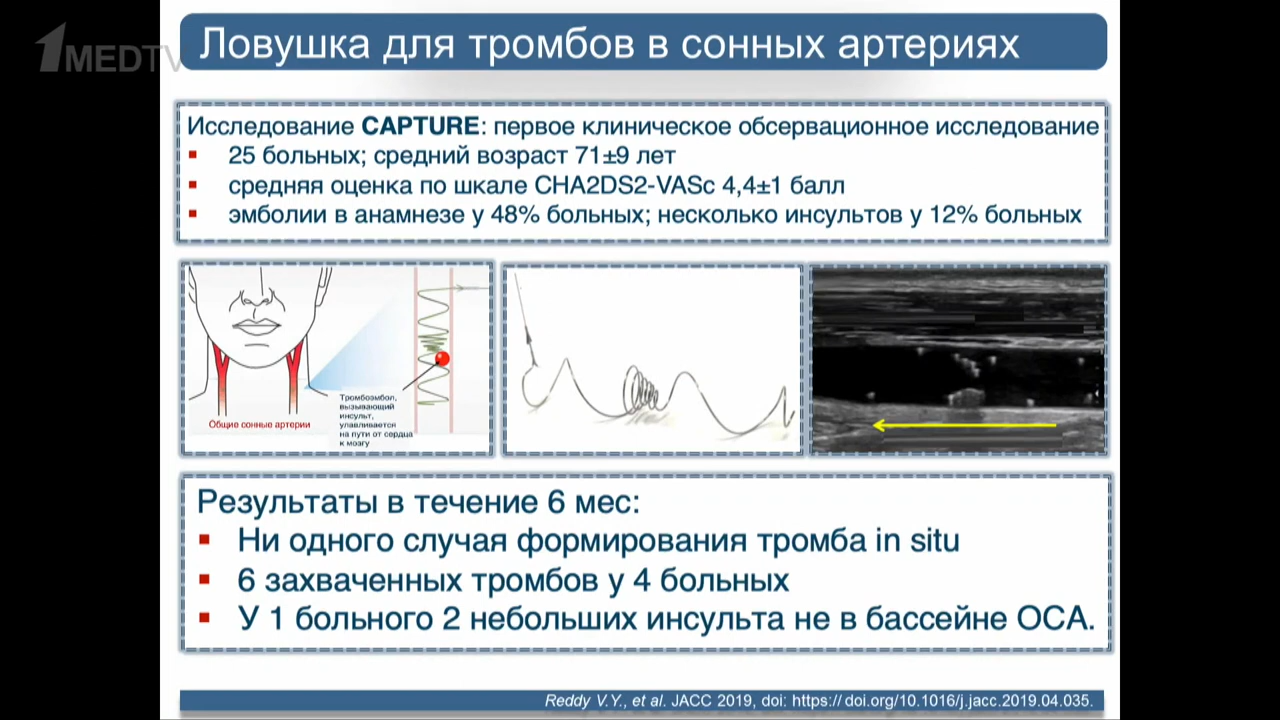 1MEDTV
Ловушка для тромбов в сонных артериях
Исследование CAPTURE: первое клиническое обсервационное исследование
▪ 25 больных; средний возраст 71±9 лет
▪ средняя оценка по шкале CHA2DS2-VASc 4,4±1 балл
▪ эмболии в анамнезе у 48% больных; несколько инсультов у 12% больных
Общие сонные артерии
Тромбоэмбол,
вызывающий
инсульт,
улавливается
на пути от сердца
к мозгу
Результаты в течение 6 мес:
▪ Ни одного случая формирования тромба in situ
▪ 6 захваченных тромбов у 4 больных
▪ У 1 больного 2 небольших инсульта не в бассейне ОСА.
Reddy V.Y., et al. JACC 2019, doi: https://doi.org/10.1016/j.jacc.2019.04.035.